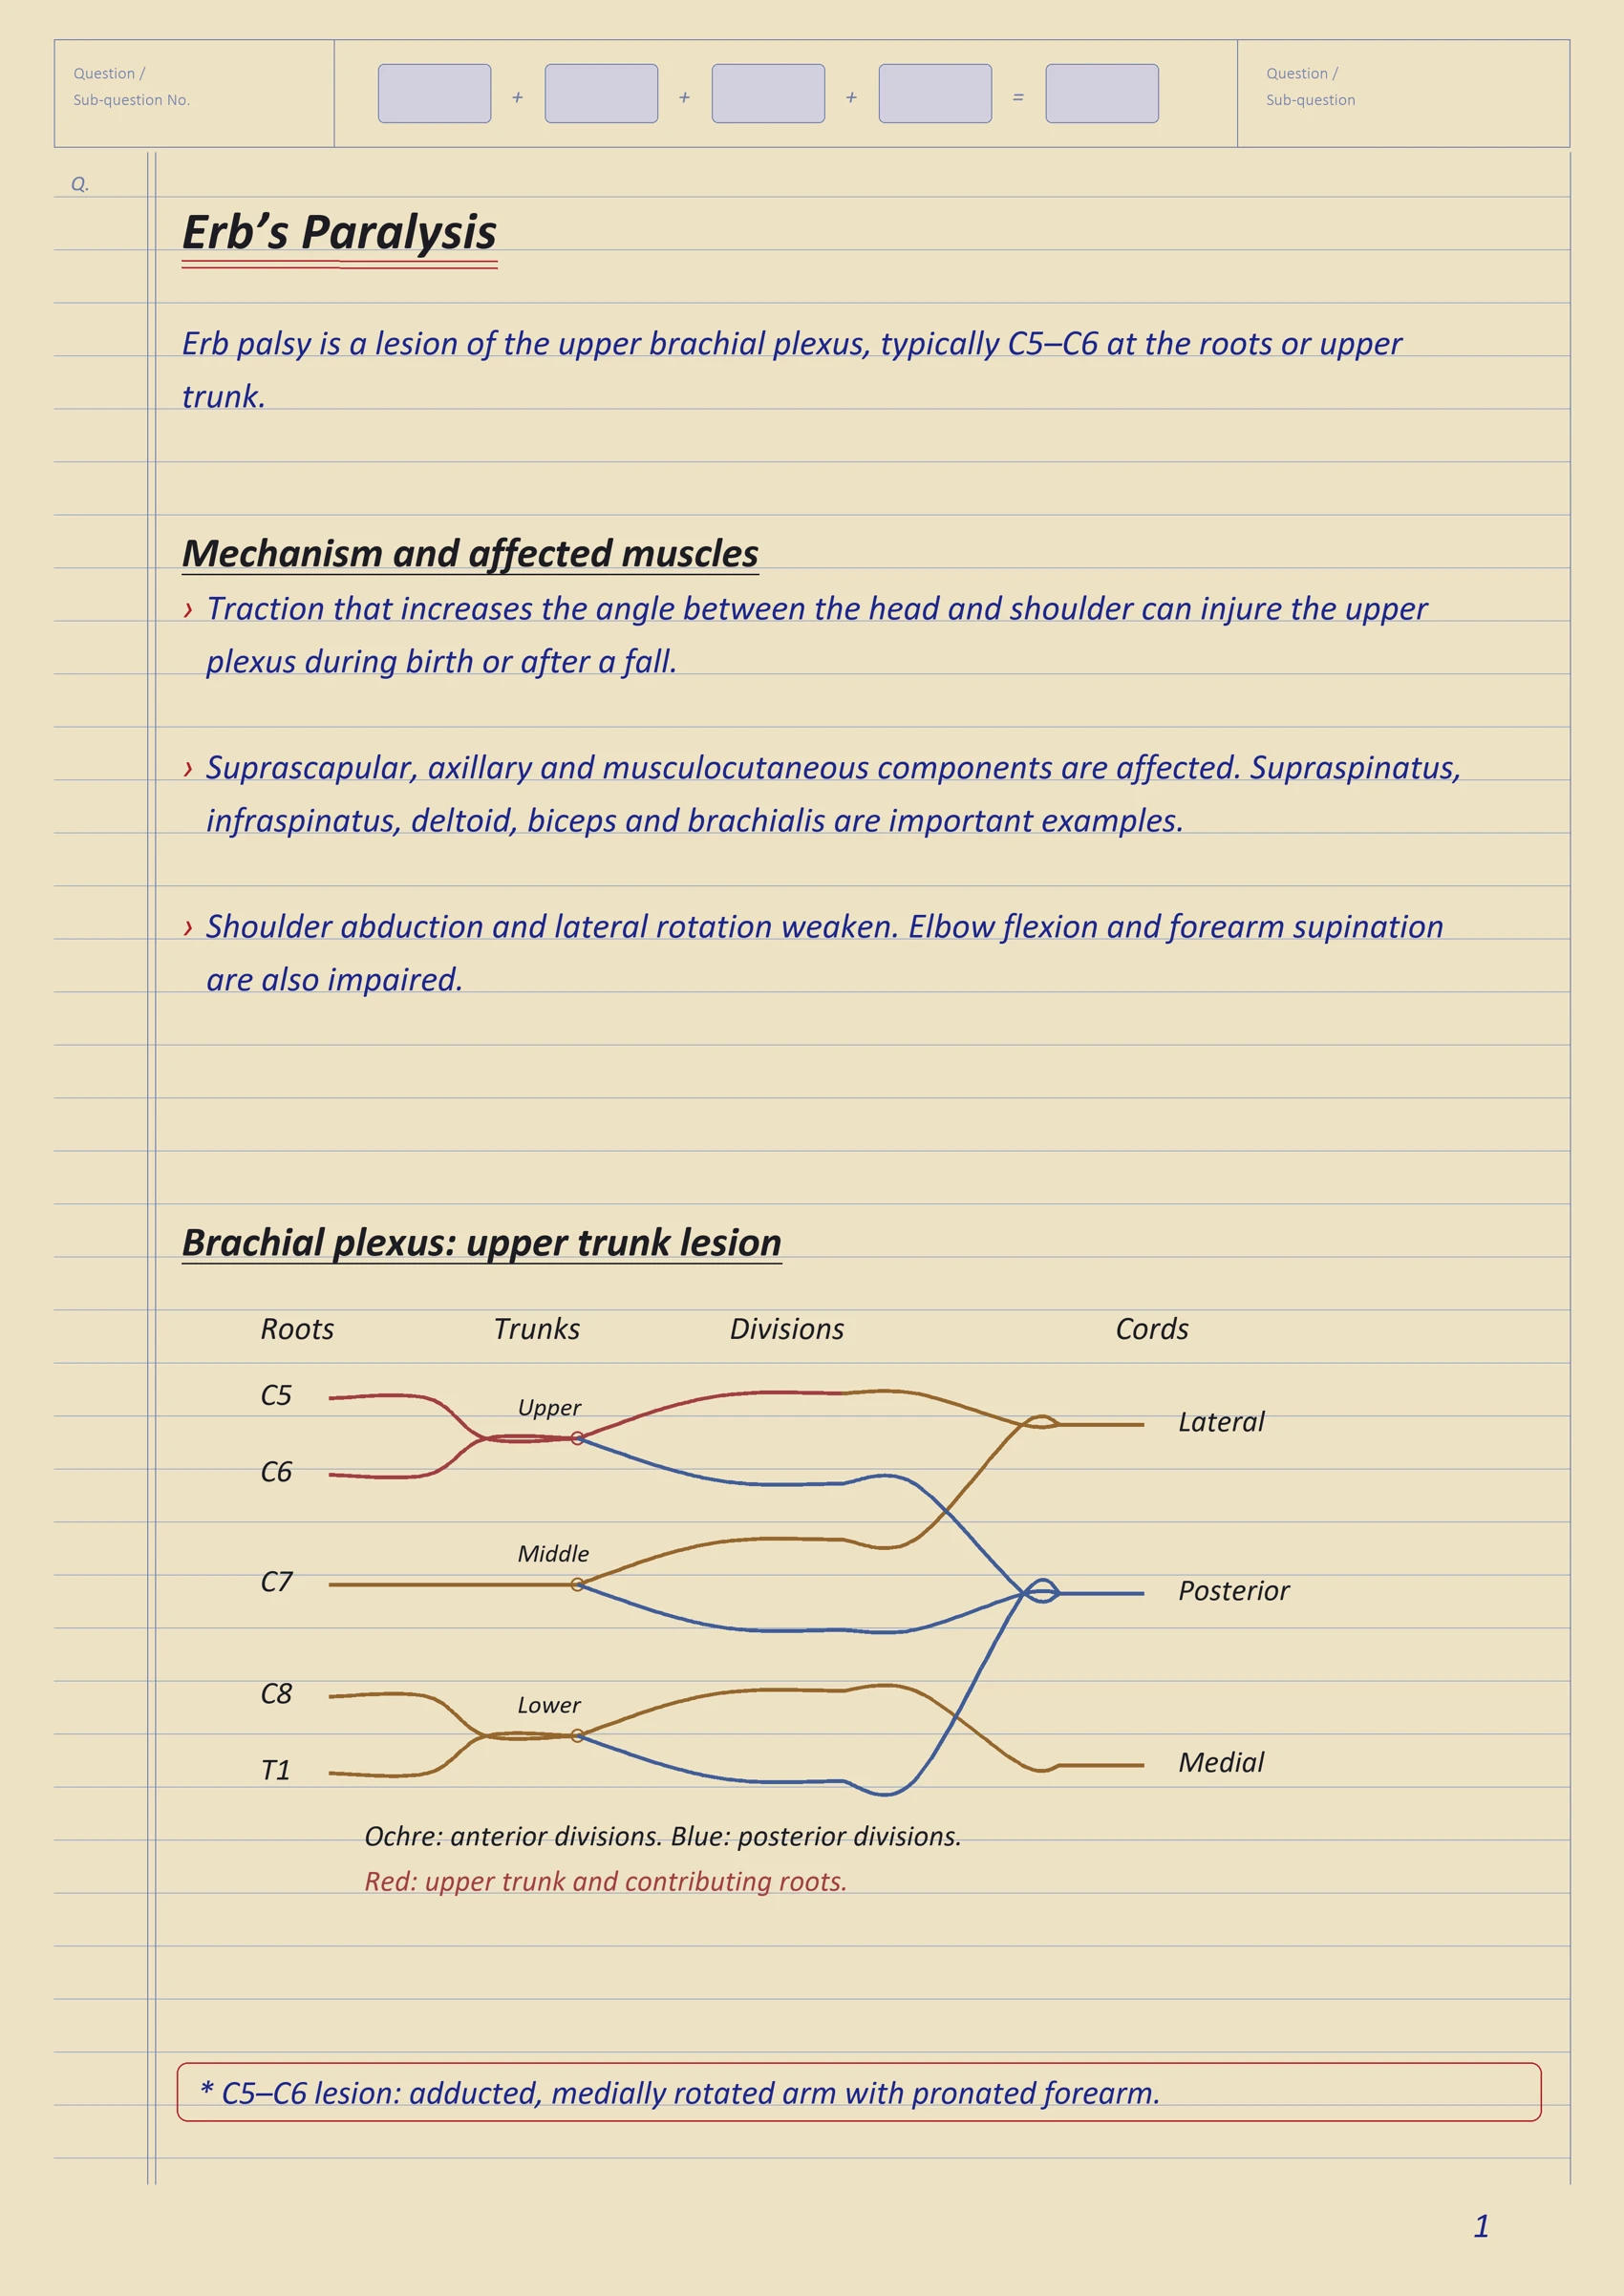 Question /
Sub-question No.
+ + + =
Question /
Sub-question
Q.
Erb’s Paralysis
Erb palsy is a lesion of the upper brachial plexus, typically C5–C6 at the roots or upper
trunk.
Mechanism and affected muscles
› Traction that increases the angle between the head and shoulder can injure the upper
plexus during birth or after a fall.
› Suprascapular, axillary and musculocutaneous components are affected. Supraspinatus,
infraspinatus, deltoid, biceps and brachialis are important examples.
› Shoulder abduction and lateral rotation weaken. Elbow flexion and forearm supination
are also impaired.
Brachial plexus: upper trunk lesion
Roots Trunks Divisions Cords
C5
Upper
Lateral
C6
Middle
C7
Posterior
C8
Lower
Medial
T1
Ochre: anterior divisions. Blue: posterior divisions.
Red: upper trunk and contributing roots.
* C5–C6 lesion: adducted, medially rotated arm with pronated forearm.
1